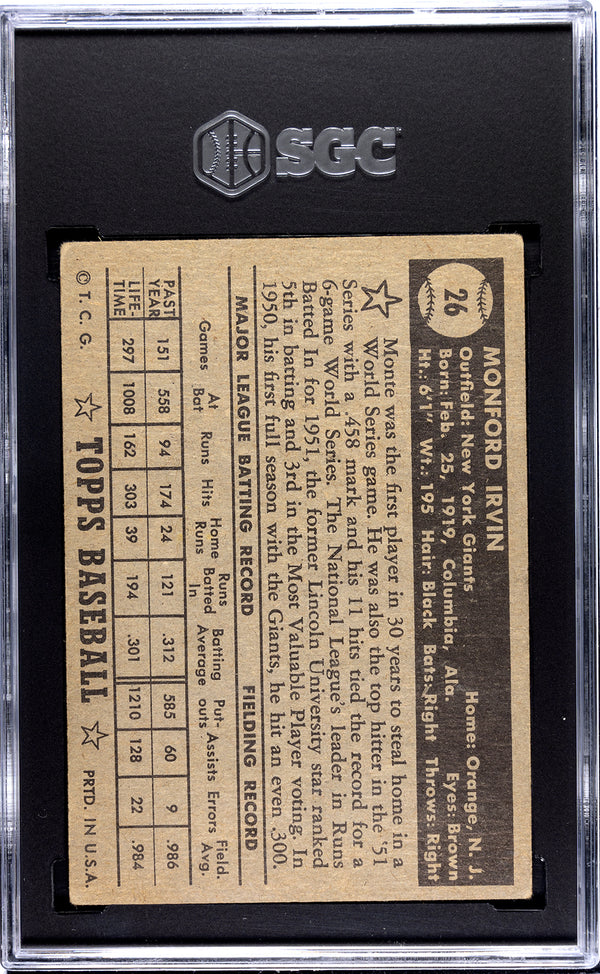 SGC
26
MONFORD IRVIN
Outfield: New York Giants Home: Orange, N. J.
Born: Feb. 25, 1919, Columbia, Ala. Eyes: Brown
Ht.: 6'1" Wt.: 195 Hair: Black Bats: Right Throws: Right
Monte was the first player in 30 years to steal home in a
World Series game. He was also the top hitter in the '51
Series with a .458 mark and his 11 hits tied the record for a
6-game World Series. The National League's leader in Runs
Batted In for 1951, the former Lincoln University star ranked
5th in batting and 3rd in the Most Valuable Player voting. In
1950, his first full season with the Giants, he hit an even .300.
MAJOR LEAGUE BATTING RECORD FIELDING RECORD
Games At Bat Runs Hits Home Runs Runs Batted In Batting Average Put-outs Assists Errors Field. Avg.
PAST YEAR 151 558 94 174 24 121 .312 585 60 9 .986
LIFE-TIME 297 1008 162 303 39 194 .301 1210 128 22 .984
© T. C. G. TOPPS BASEBALL PRTD. IN U.S.A.